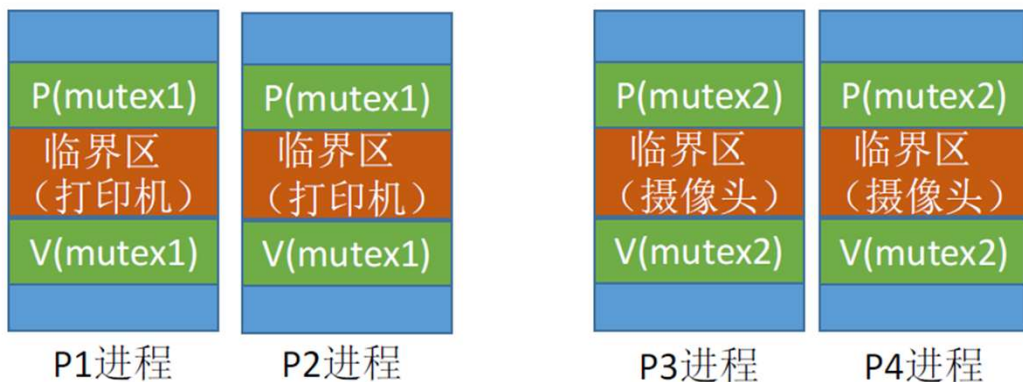 P(mutex1)
临界区
（打印机）
V(mutex1)
P1进程
P(mutex1)
临界区
（打印机）
V(mutex1)
P2进程
P(mutex2)
临界区
（摄像头）
V(mutex2)
P3进程
P(mutex2)
临界区
（摄像头）
V(mutex2)
P4进程